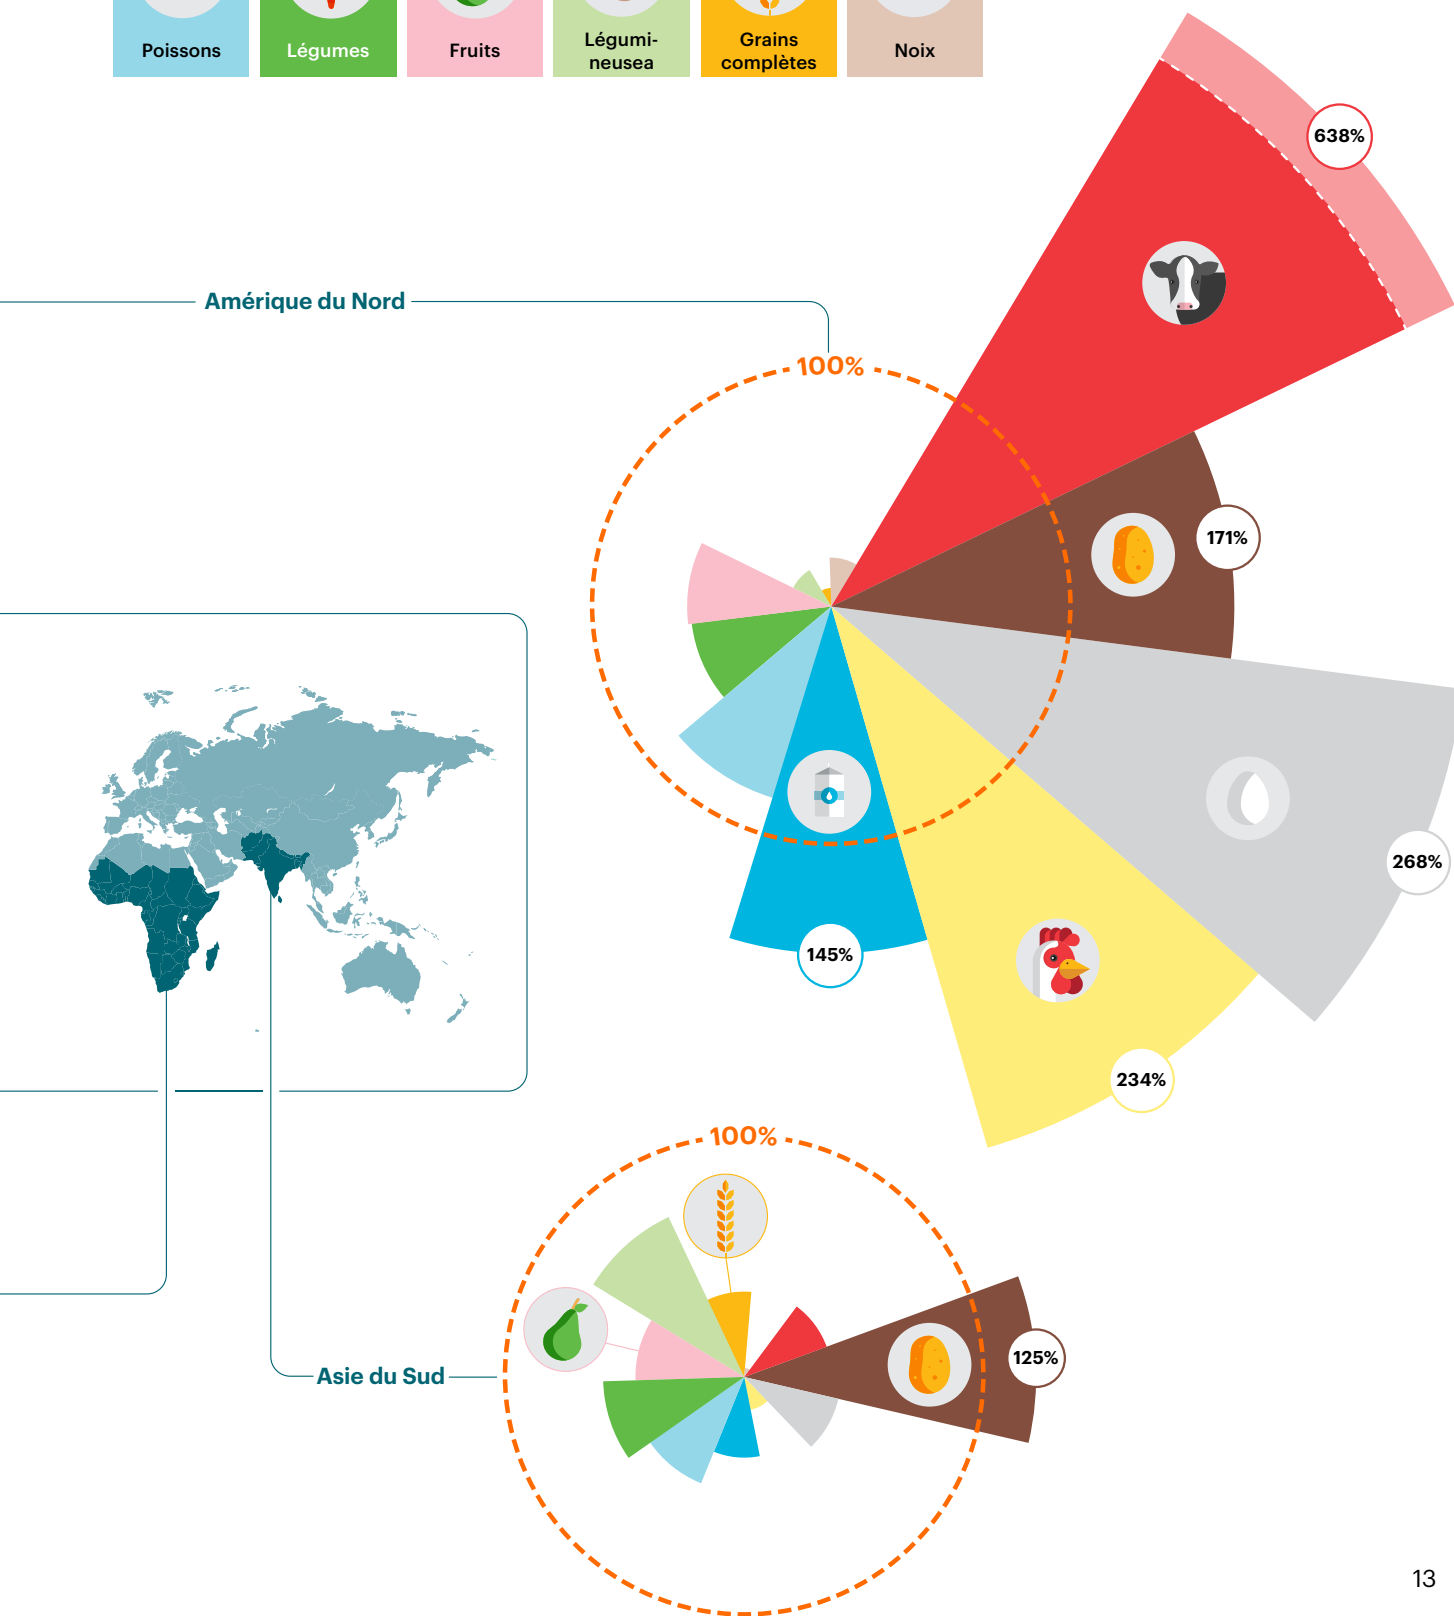 Poissons
Légumes
Fruits
Légumi-
neusea
Grains
complètes
Noix
638%
Amérique du Nord
100%
171%
268%
145%
234%
100%
125%
Asie du Sud
13